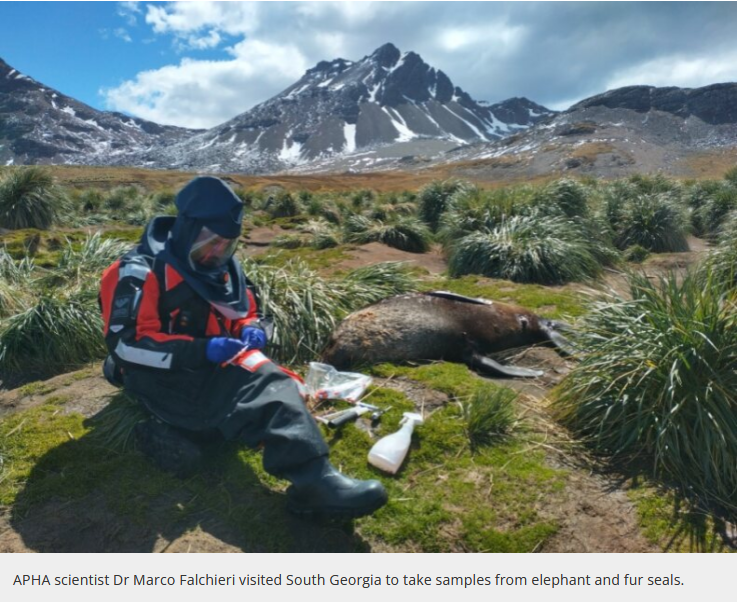 APHA scientist Dr Marco Falchieri visited South Georgia to take samples from elephant and fur seals.